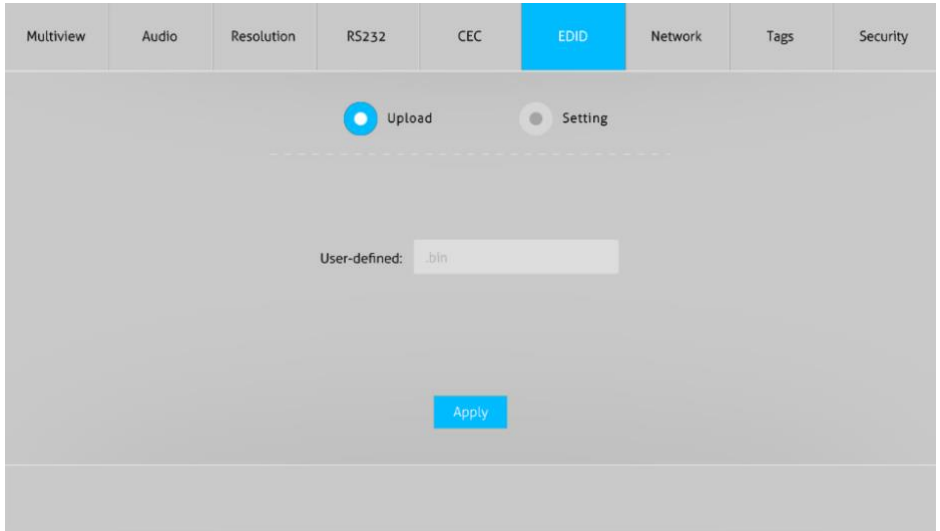 Multiview Audio Resolution RS232 CEC EDID Network Tags Security
Upload Setting
User-defined: .bin
Apply